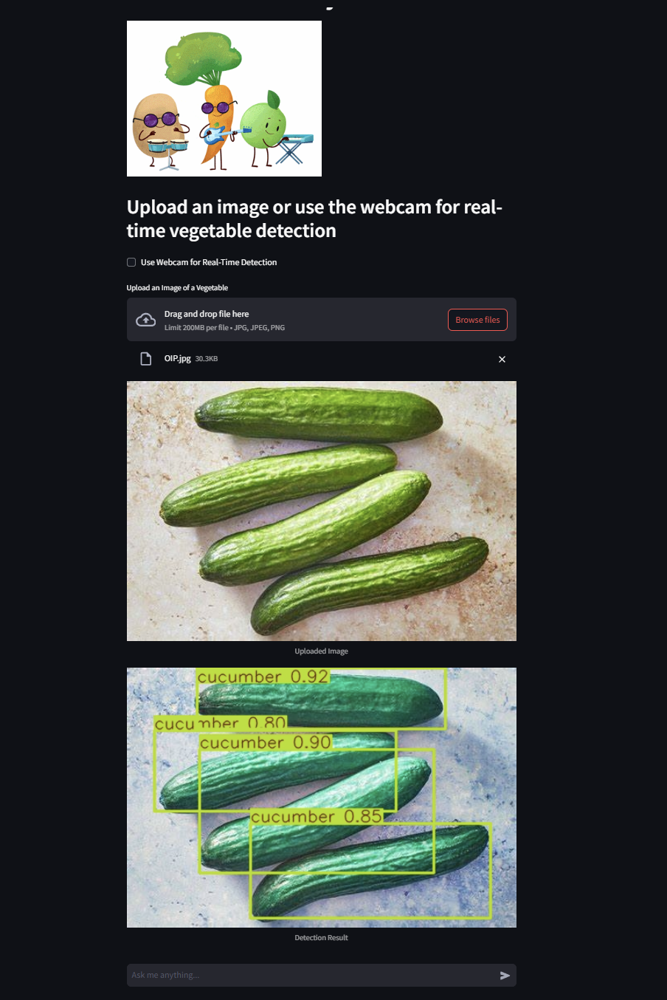 Upload an image or use the webcam for real-
time vegetable detection
Use Webcam for Real-Time Detection
Upload an Image of a Vegetable
Drag and drop file here
Limit 200MB per file • JPG, JPEG, PNG
Browse files
OIP.jpg 30.3KB
Uploaded Image
cucumber 0.92
cucumber 0.80
cucumber 0.90
cucumber 0.85
Detection Result
Ask me anything...